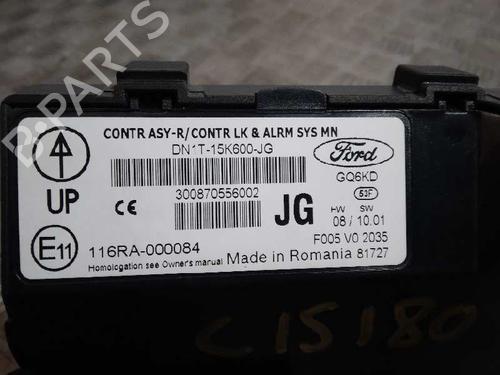 B-PARTS
CONTR ASY-R/CONTR LK & ALRM SYS MN
DN1T-15K600-JG
Ford
GQ6KD
53F
UP
CE
300870556002
JG
HW SW
08 / 10.01
E11
116RA-000084
F005 V0 2035
Homologation see Owner's manual
Made in Romania 81727
C15180